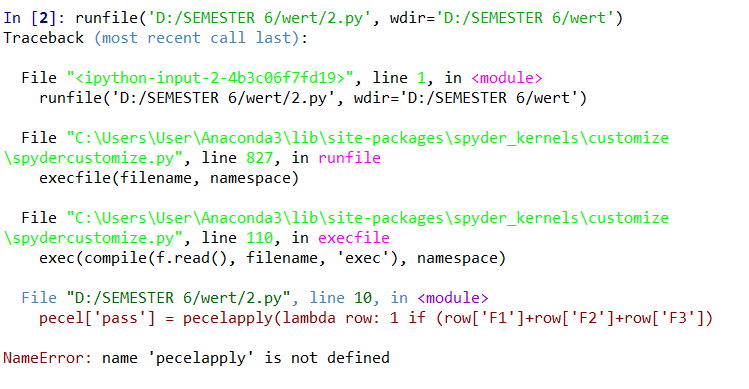 In [2]: runfile('D:/SEMESTER 6/wert/2.py', wdir='D:/SEMESTER 6/wert')
Traceback (most recent call last):
File "<ipython-input-2-4b3c06f7fd19>", line 1, in <module>
runfile('D:/SEMESTER 6/wert/2.py', wdir='D:/SEMESTER 6/wert')
File "C:\Users\User\Anaconda3\lib\site-packages\spyder_kernels\customize
\spydercustomize.py", line 827, in runfile
execfile(filename, namespace)
File "C:\Users\User\Anaconda3\lib\site-packages\spyder_kernels\customize
\spydercustomize.py", line 110, in execfile
exec(compile(f.read(), filename, 'exec'), namespace)
File "D:/SEMESTER 6/wert/2.py", line 10, in <module>
pecel['pass'] = pecelapply(lambda row: 1 if (row['F1']+row['F2']+row['F3'])
NameError: name 'pecelapply' is not defined